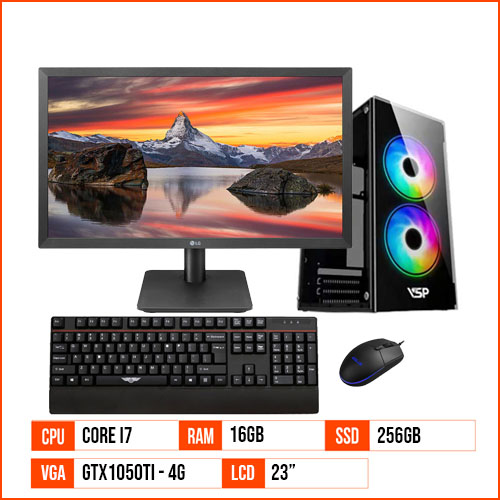 LG
VSP
CPU CORE I7 RAM 16GB SSD 256GB
VGA GTX1050TI - 4G LCD 23”